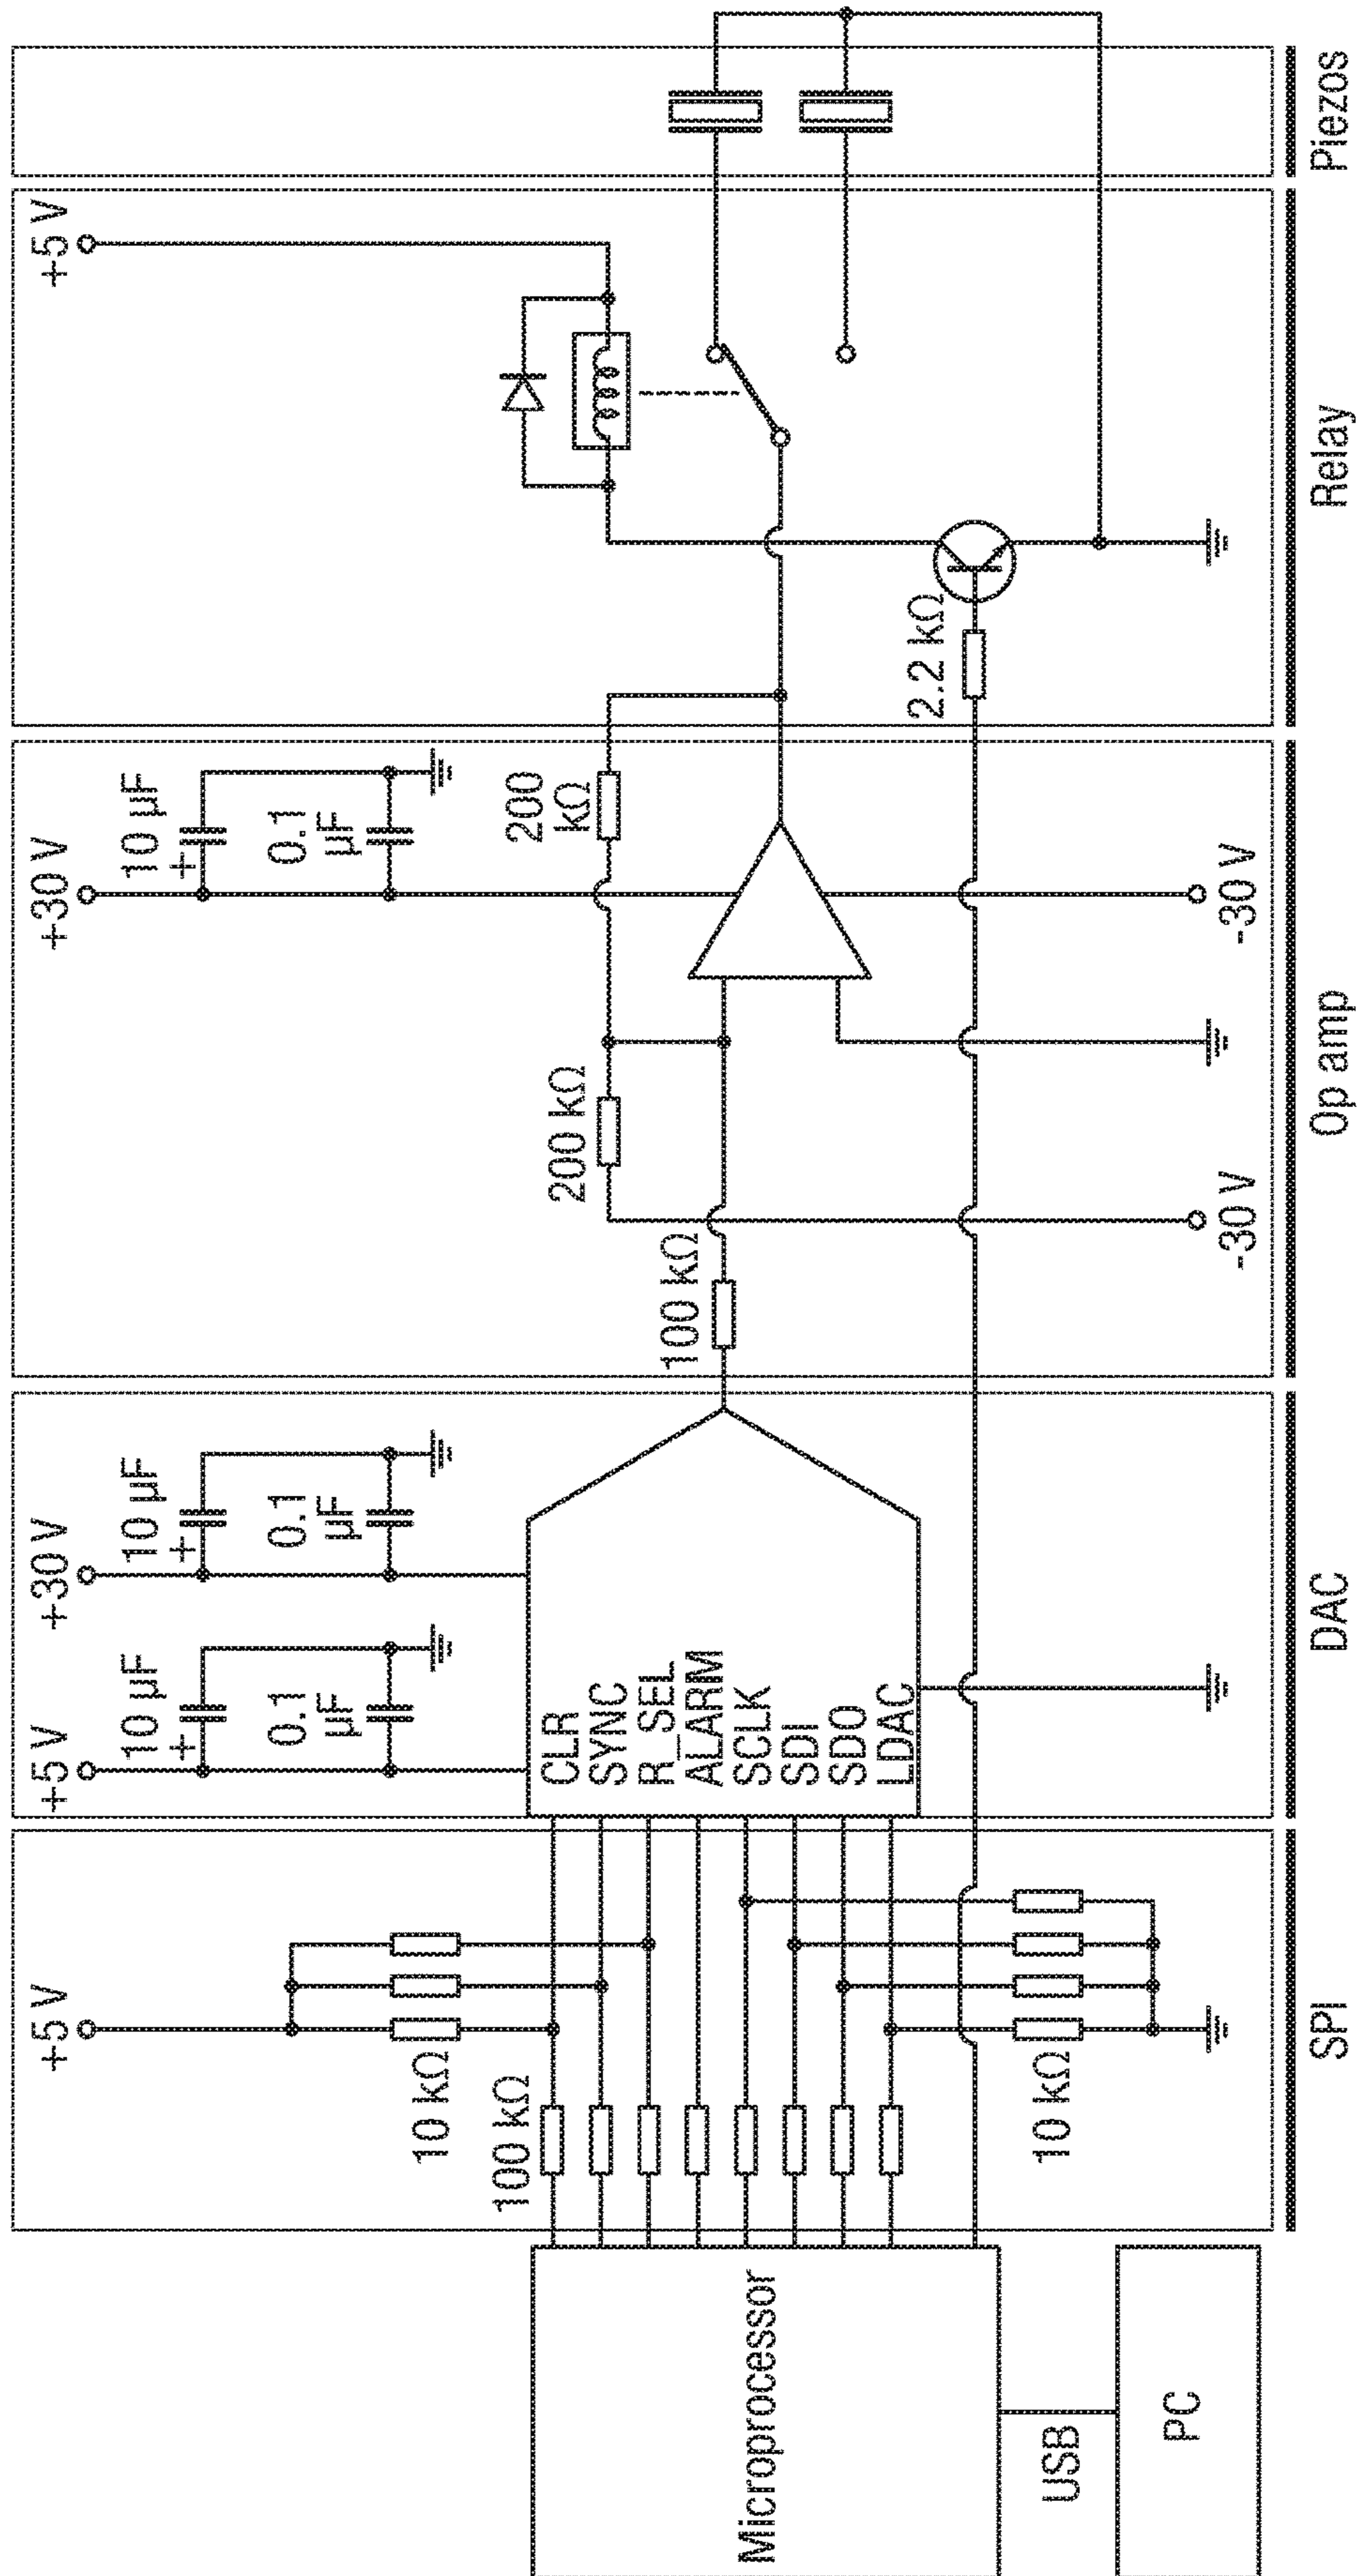 Microprocessor
USB
PC
+5 V
10 kΩ
100 kΩ
10 kΩ
SPI
+5 V
10 µF
+
0.1
µF
+30 V
10 µF
+
0.1
µF
CLR
SYNC
R_SEL
ALARM
SCLK
SDI
SDO
LDAC
DAC
100 kΩ
200 kΩ
-30 V
+30 V
10 µF
+
0.1
µF
200
kΩ
-30 V
Op amp
+5 V
2.2 kΩ
Relay
Piezos